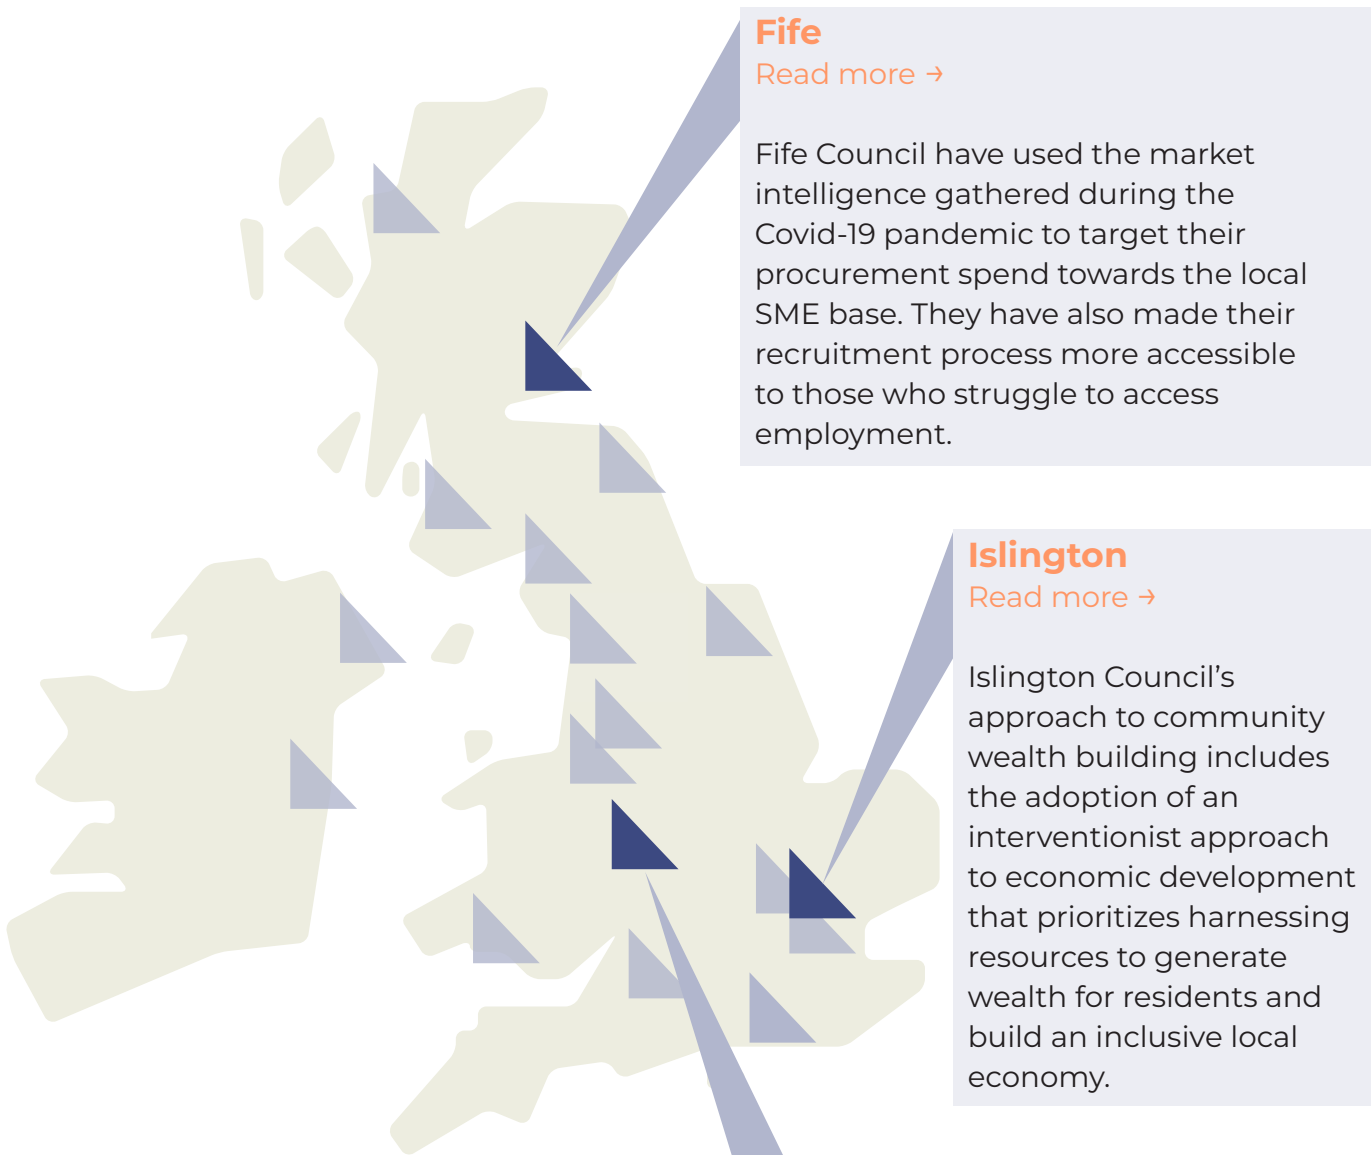 Fife
Read more →
Fife Council have used the market
intelligence gathered during the
Covid-19 pandemic to target their
procurement spend towards the local
SME base. They have also made their
recruitment process more accessible
to those who struggle to access
employment.
Islington
Read more →
Islington Council’s
approach to community
wealth building includes
the adoption of an
interventionist approach
to economic development
that prioritizes harnessing
resources to generate
wealth for residents and
build an inclusive local
economy.